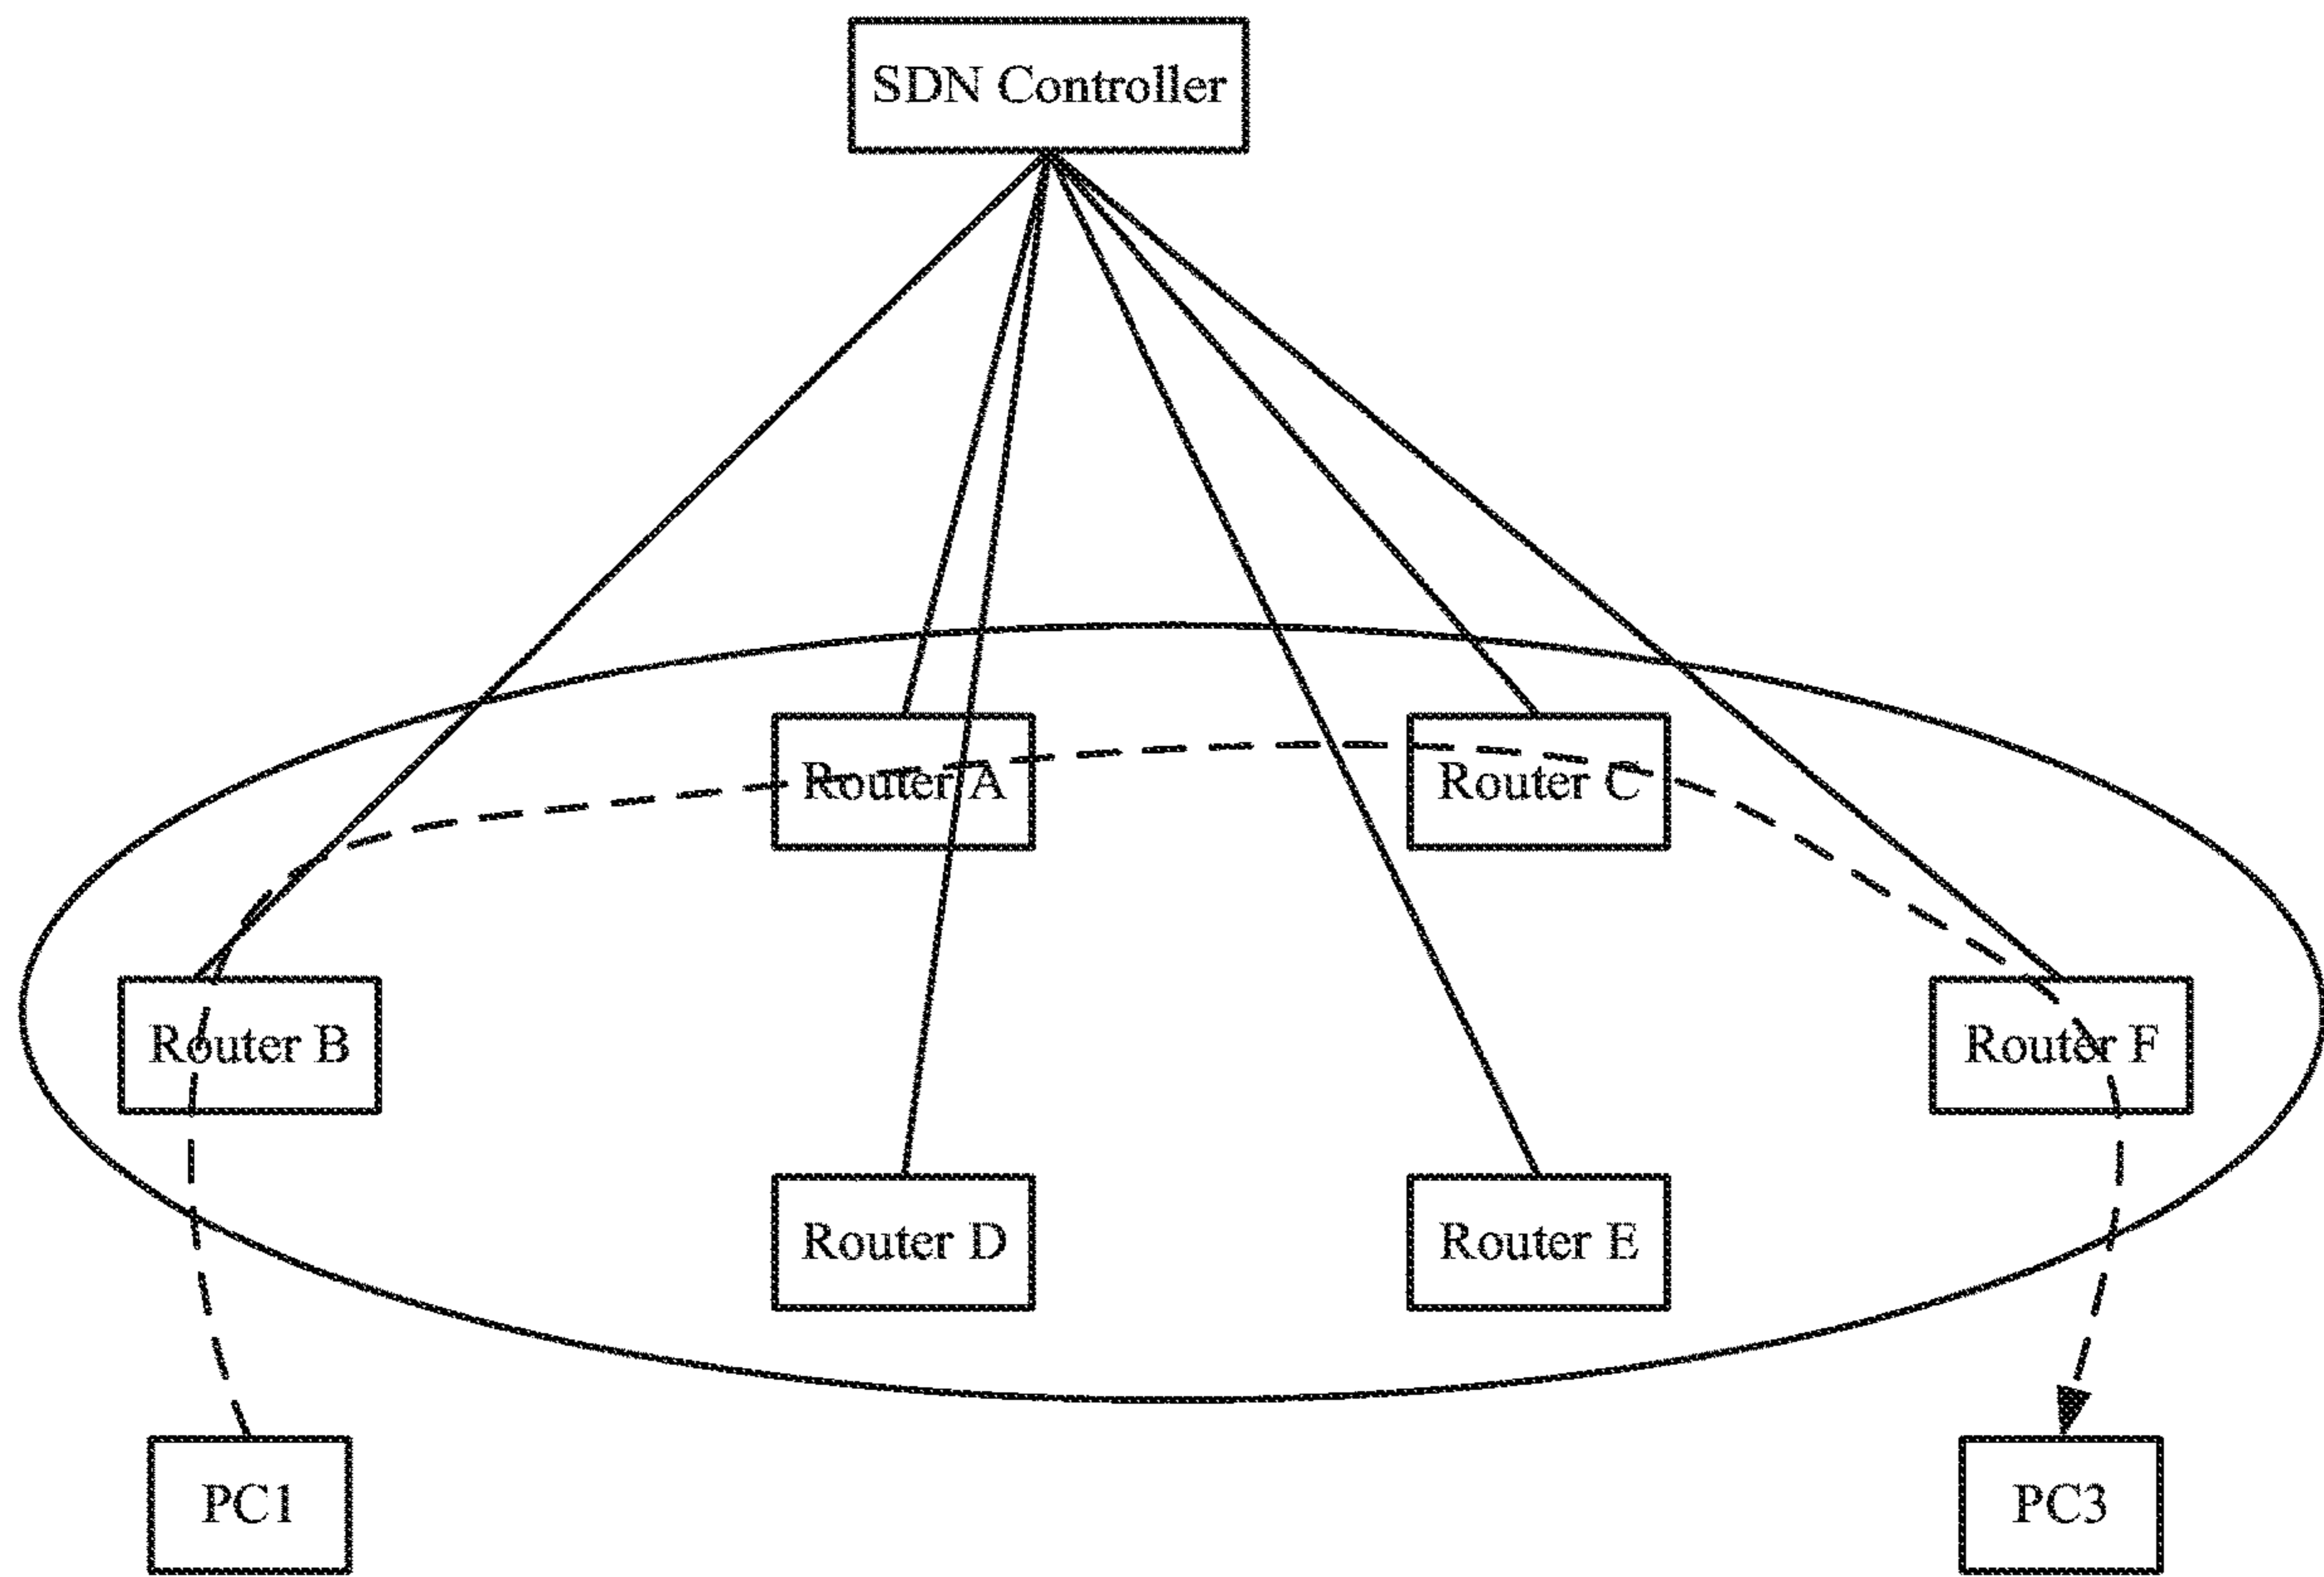 SDN Controller
Router A
Router C
Router B
Router F
Router D
Router E
PC1
PC3